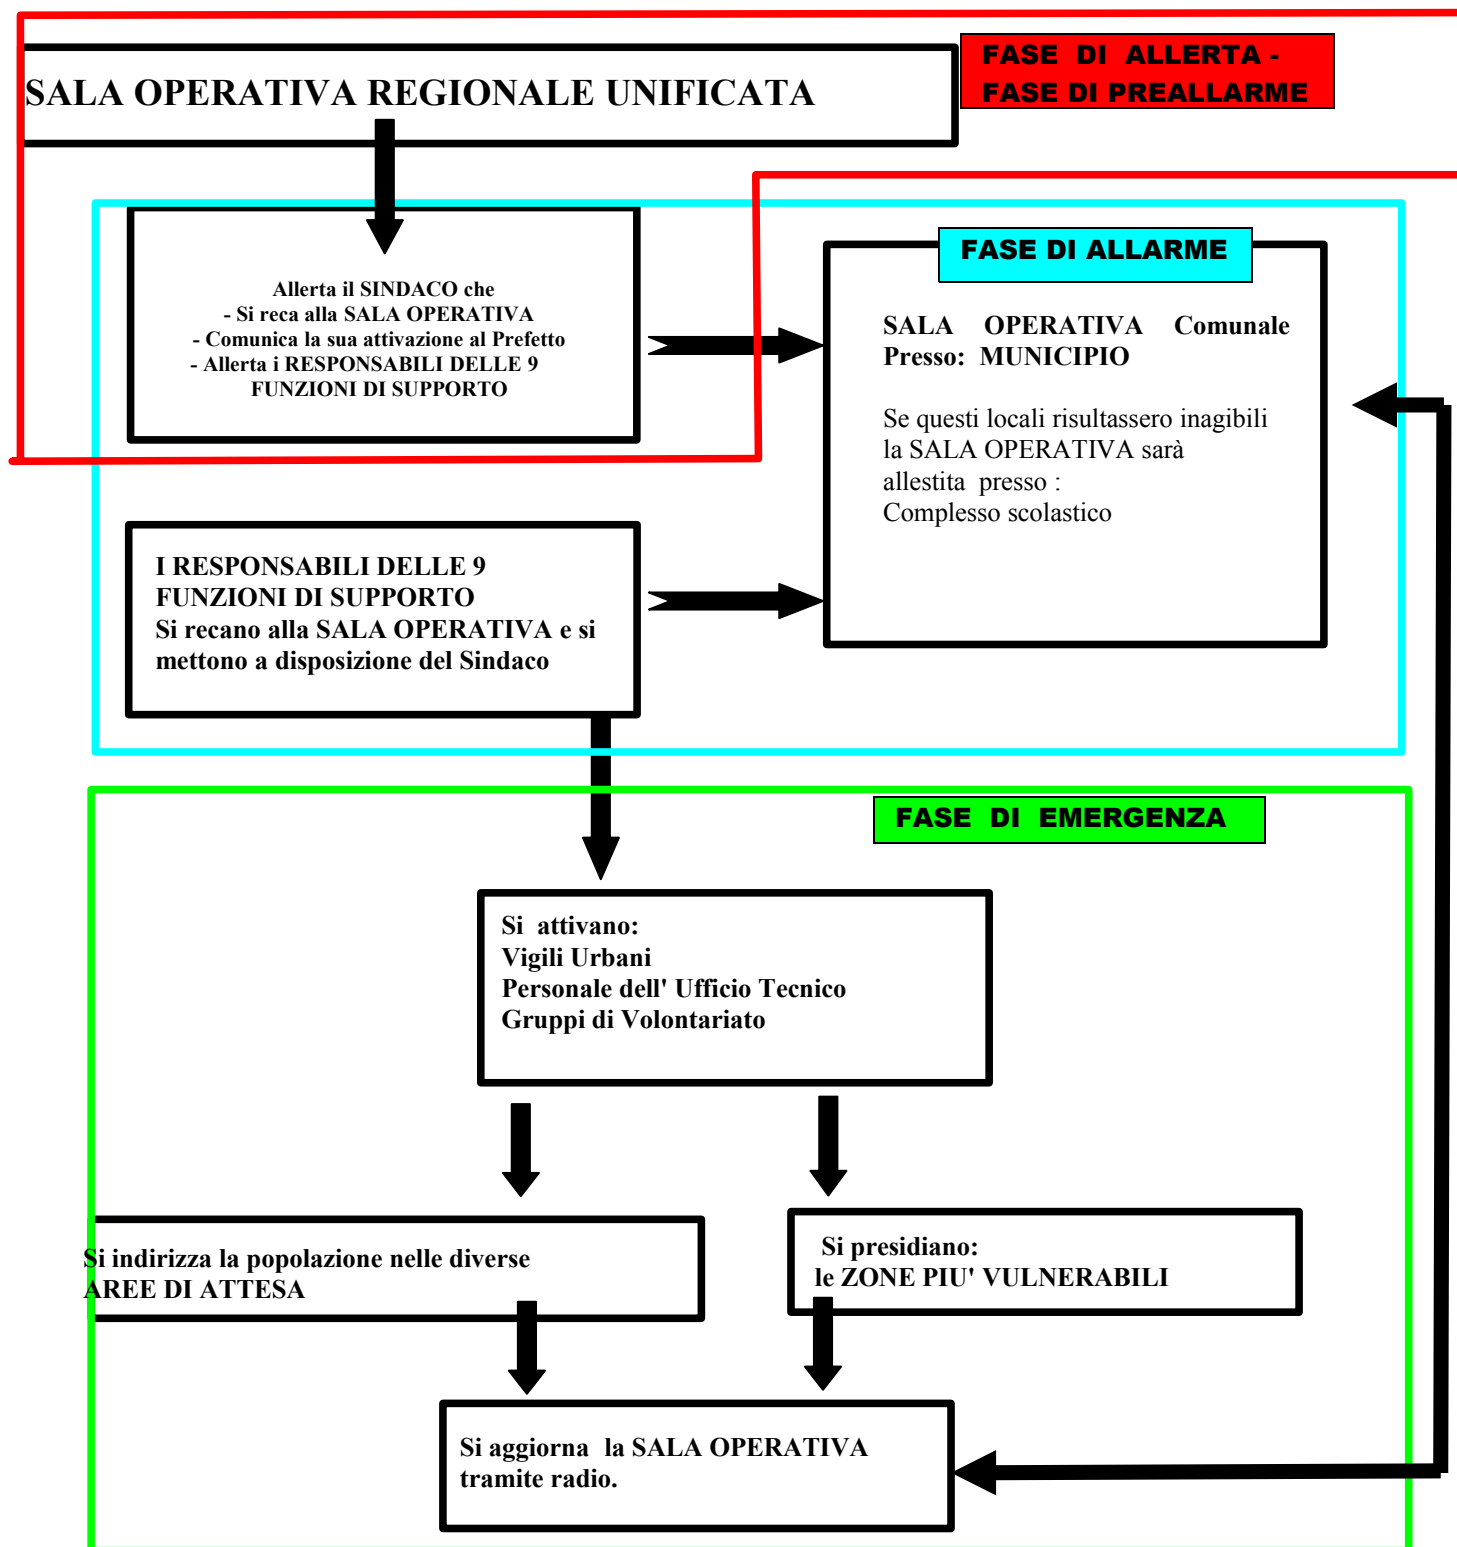 FASE DI ALLERTA -
FASE DI PREALLARME
SALA OPERATIVA REGIONALE UNIFICATA
Allerta il SINDACO che
- Si reca alla SALA OPERATIVA
- Comunica la sua attivazione al Prefetto
- Allerta i RESPONSABILI DELLE 9
FUNZIONI DI SUPPORTO
FASE DI ALLARME
SALA OPERATIVA Comunale
Presso: MUNICIPIO
Se questi locali risultassero inagibili
la SALA OPERATIVA sarà
allestita presso :
Complesso scolastico
I RESPONSABILI DELLE 9
FUNZIONI DI SUPPORTO
Si recano alla SALA OPERATIVA e si
mettono a disposizione del Sindaco
FASE DI EMERGENZA
Si attivano:
Vigili Urbani
Personale dell' Ufficio Tecnico
Gruppi di Volontariato
Si indirizza la popolazione nelle diverse
AREE DI ATTESA
Si presidiano:
le ZONE PIU' VULNERABILI
Si aggiorna la SALA OPERATIVA
tramite radio.